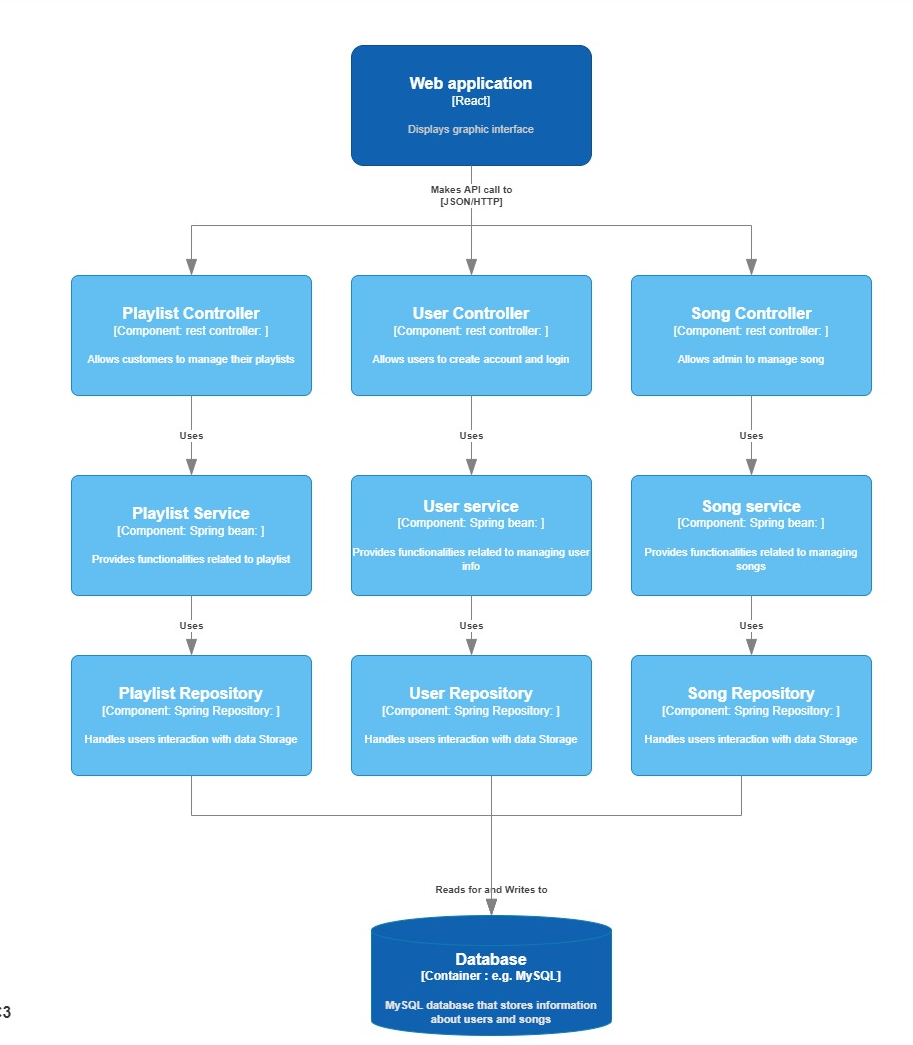 Web application
[React]
Displays graphic interface
Makes API call to
[JSON/HTTP]
Playlist Controller
[Component: rest controller: ]
Allows customers to manage their playlists
User Controller
[Component: rest controller: ]
Allows users to create account and login
Song Controller
[Component: rest controller: ]
Allows admin to manage song
Uses
Uses
Uses
Playlist Service
[Component: Spring bean: ]
Provides functionalities related to playlist
User service
[Component: Spring bean: ]
Provides functionalities related to managing user
info
Song service
[Component: Spring bean: ]
Provides functionalities related to managing
songs
Uses
Uses
Uses
Playlist Repository
[Component: Spring Repository: ]
Handles users interaction with data Storage
User Repository
[Component: Spring Repository: ]
Handles users interaction with data Storage
Song Repository
[Component: Spring Repository: ]
Handles users interaction with data Storage
Reads for and Writes to
Database
[Container : e.g. MySQL]
MySQL database that stores information
about users and songs